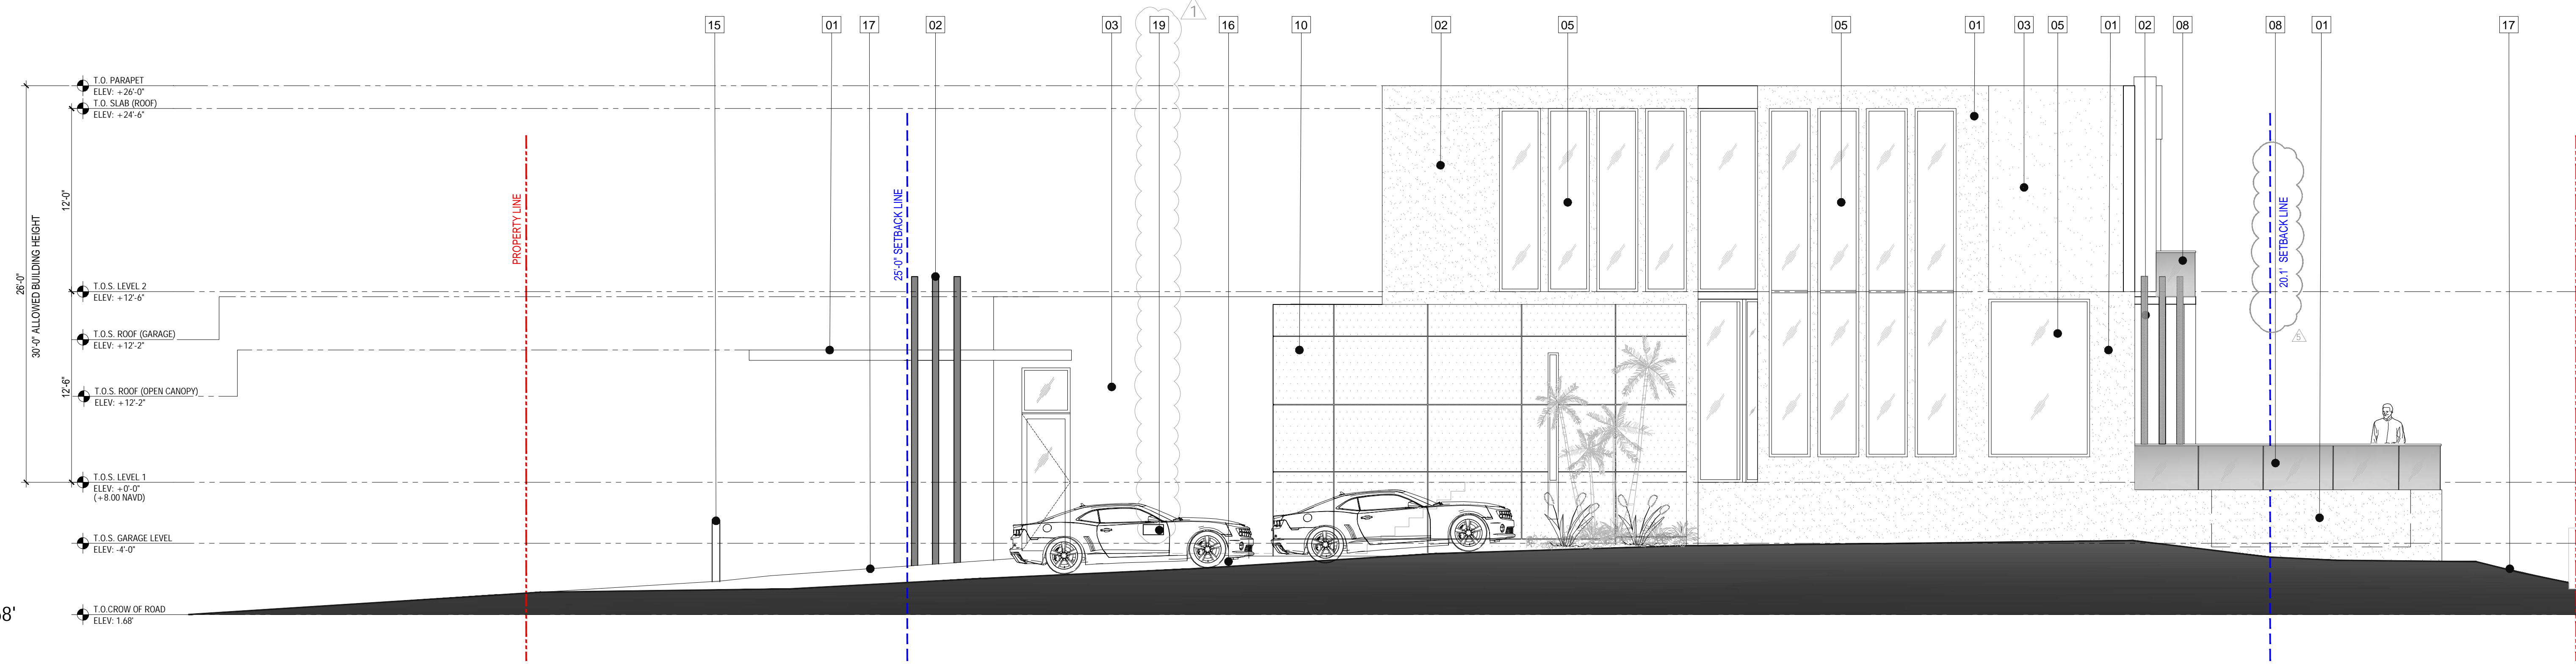 1
15
01
17
02
03
19
16
10
02
05
05
01
03
05
01
02
08
08
01
17
T.O. PARAPET
ELEV: +26'-0"
T.O. SLAB (ROOF)
ELEV: +24'-6"
12'-0"
PROPERTY LINE
25'-0" SETBACK LINE
20.1' SETBACK LINE
26'-0"
30'-0" ALLOVED BUILDING HEIGHT
T.O.S. LEVEL 2
ELEV: +12'-6"
T.O.S. ROOF (GARAGE)
ELEV: +12'-2"
5
12'-6"
T.O.S. ROOF (OPEN CANOPY)
ELEV: +12'-2"
T.O.S. LEVEL 1
ELEV: +0'-0"
(+8.00 NAVD)
T.O.S. GARAGE LEVEL
ELEV: -4'-0"
T.O.CROW OF ROAD
ELEV: 1.68'
8'